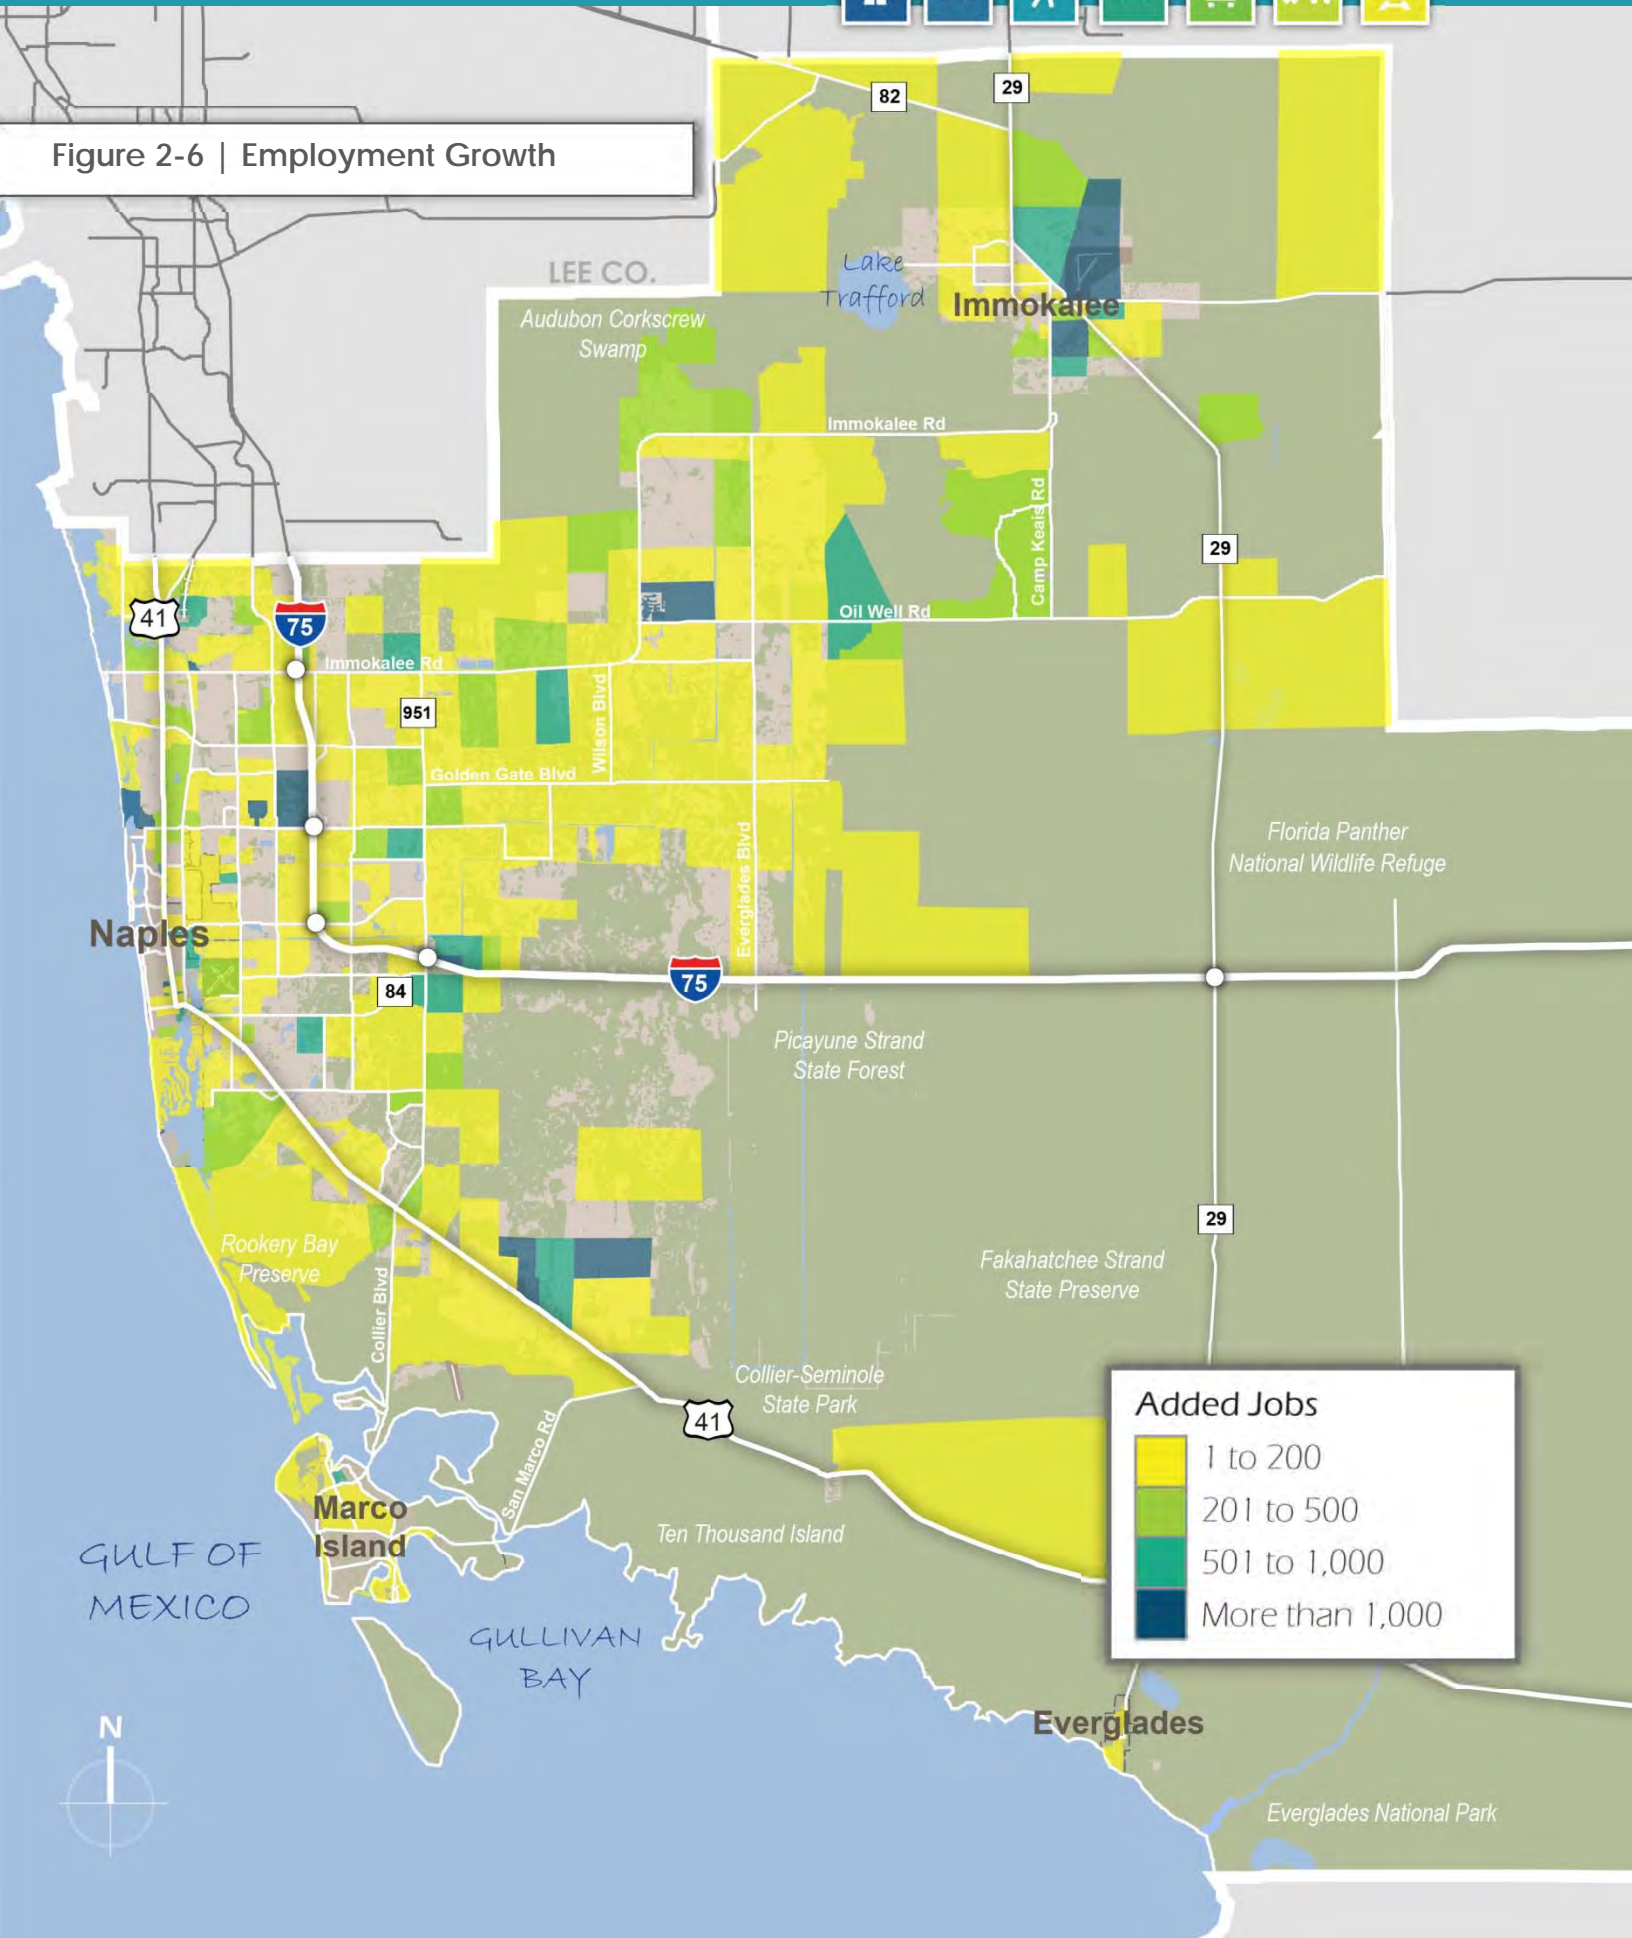 82
29
Figure 2-6 | Employment Growth
LEE CO.
Lake
Trafford
Immokalee
Audubon Corkscrew
Swamp
Immokalee Rd
Camp Keais Rd
29
Oil Well Rd
41
75
Immokalee Rd
951
Wilson Blvd
Golden Gate Blvd
Everglades Blvd
Florida Panther
National Wildlife Refuge
Naples
75
84
Picayune Strand
State Forest
29
Rookery Bay
Preserve
Collier Blvd
Fakahatchee Strand
State Preserve
Collier-Seminole
State Park
41
San Marco Rd
Added Jobs
1 to 200
201 to 500
501 to 1,000
More than 1,000
Marco
Island
Ten Thousand Island
GULF OF
MEXICO
GULLIVAN
BAY
N
Everglades
Everglades National Park